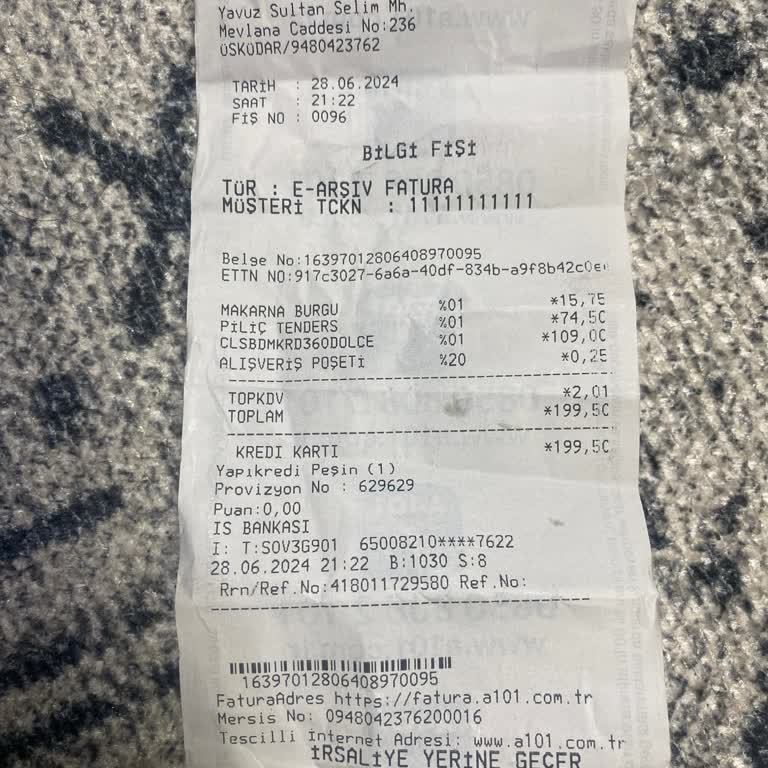 Yavuz Sultan Selim Mh.
Mevlana Caddesi No:236
ÜSKÜDAR/9480423762
TARİH : 28.06.2024
SAAT : 21:22
FİŞ NO : 0096
BİLGİ FİŞİ
TÜR : E-ARŞİV FATURA
MÜŞTERİ TCKN : 11111111111
Belge No:16397012806408970095
ETTN NO:917c3027-6a6a-40df-834b-a9f8b42c0e
MAKARNA BURGU %01 *15,75
PİLİÇ TENDERS %01 *74,50
CLSBDMKRD360DOLCE %01 *109,00
ALIŞVERİŞ POŞETİ %20 *0,25
TOPKDV *2,01
TOPLAM *199,50
KREDI KARTI *199,50
Yapıkredi Peşin (1)
Provizyon No : 629629
Puan:0,00
IS BANKASI
I: T:SOV3G901 65008210****7622
28.06.2024 21:22 B:1030 S:8
Rrn/Ref.No:418011729580 Ref.No:
16397012806408970095
FaturaAdres https://fatura.a101.com.tr
Mersis No: 0948042376200016
Tescilli İnternet Adresi: www.a101.com.tr
İRSALİYE YERİNE GEÇER